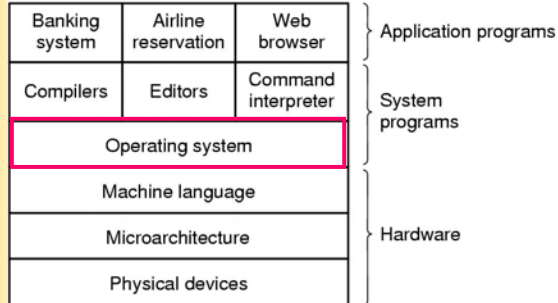 Banking system
Airline reservation
Web browser
Application programs
Compilers
Editors
Command interpreter
System programs
Operating system
Machine language
Microarchitecture
Hardware
Physical devices